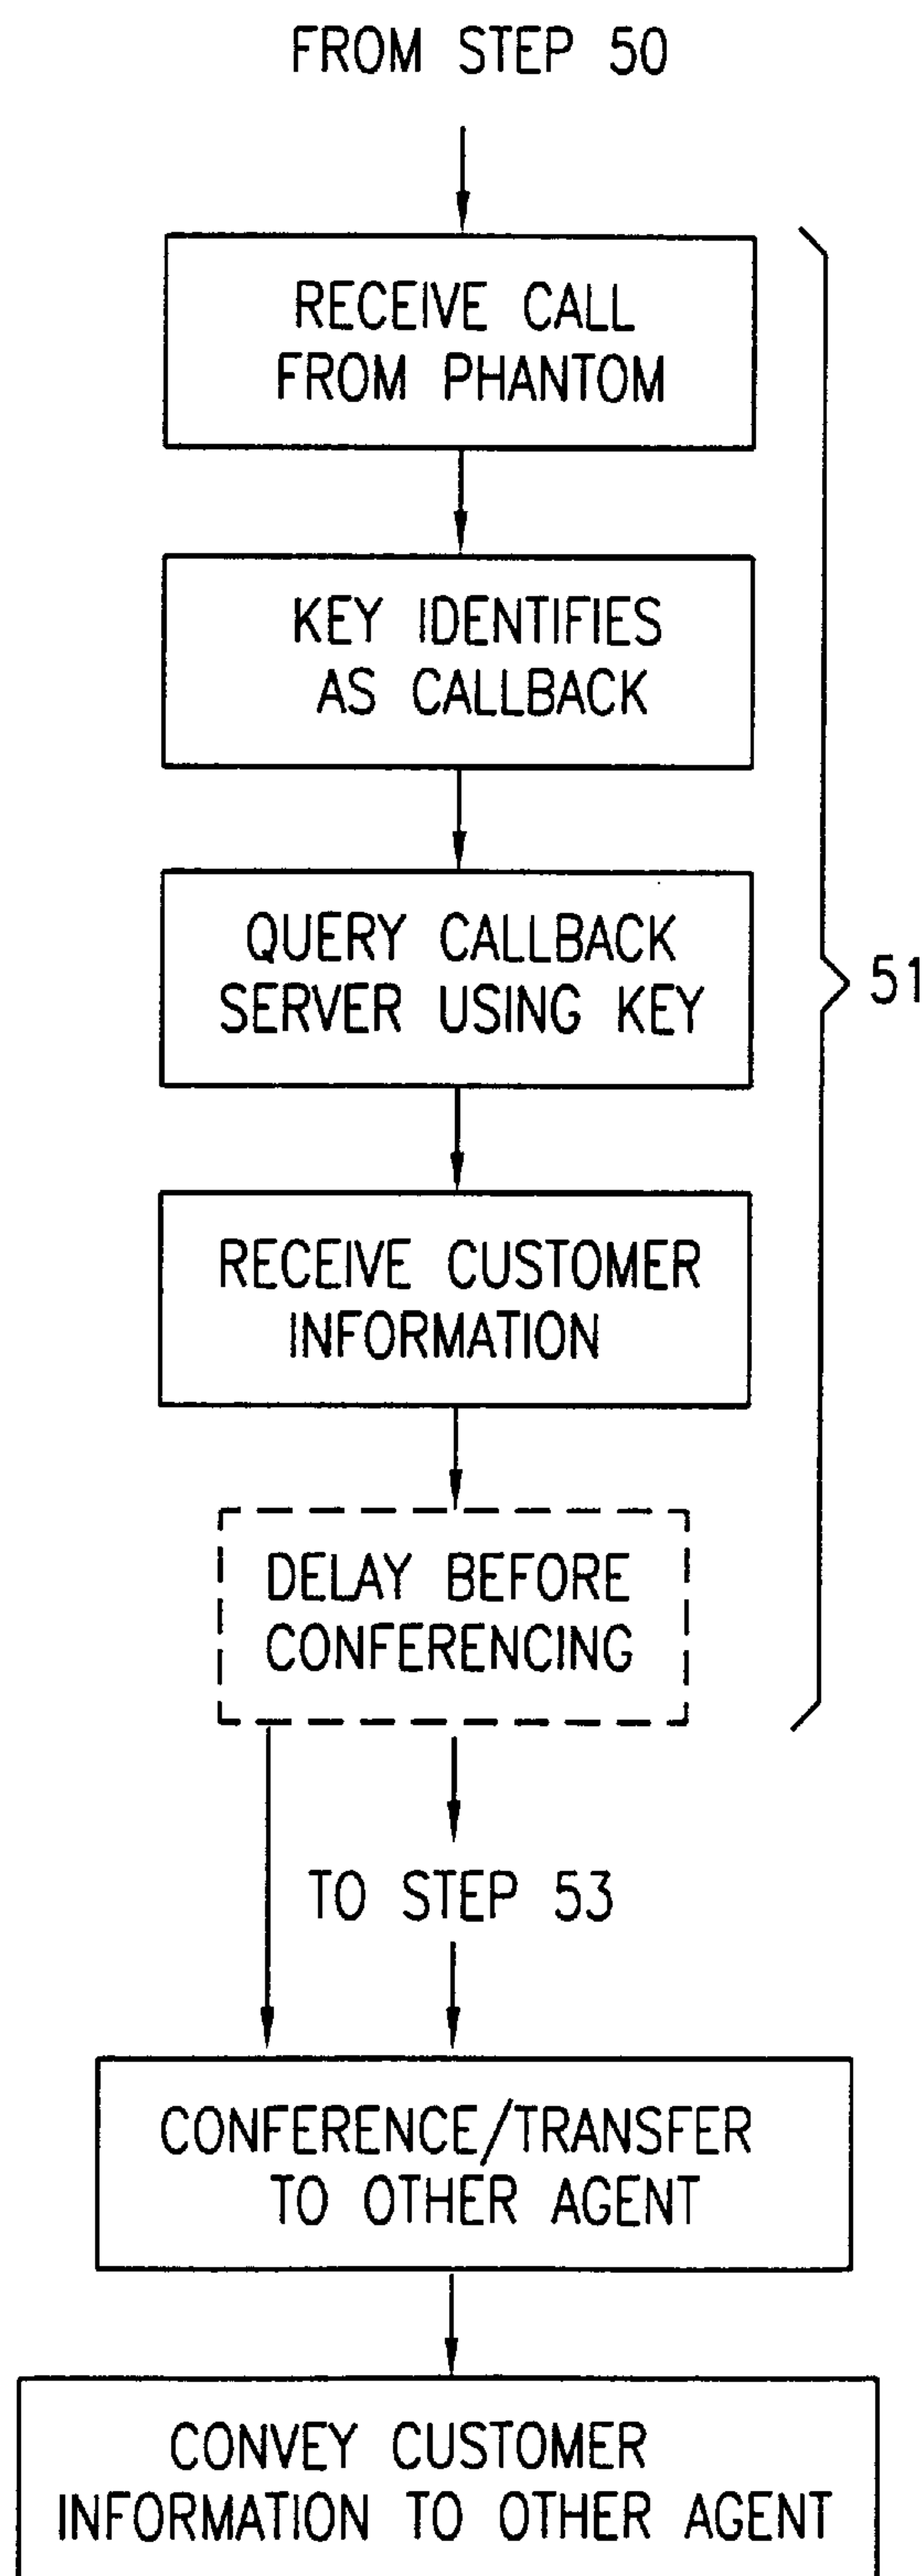 FROM STEP 50
RECEIVE CALL
FROM PHANTOM
KEY IDENTIFIES
AS CALLBACK
QUERY CALLBACK
SERVER USING KEY
51
RECEIVE CUSTOMER
INFORMATION
DELAY BEFORE
CONFERENCING
TO STEP 53
CONFERENCE/TRANSFER
TO OTHER AGENT
CONVEY CUSTOMER
INFORMATION TO OTHER AGENT